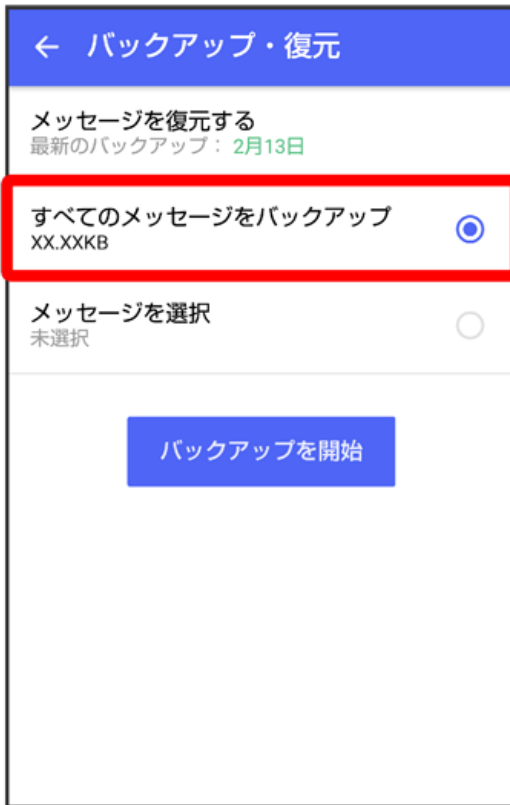 ← バックアップ・復元
メッセージを復元する
最新のバックアップ： 2月13日
すべてのメッセージをバックアップ
XX.XXKB
メッセージを選択
未選択
バックアップを開始